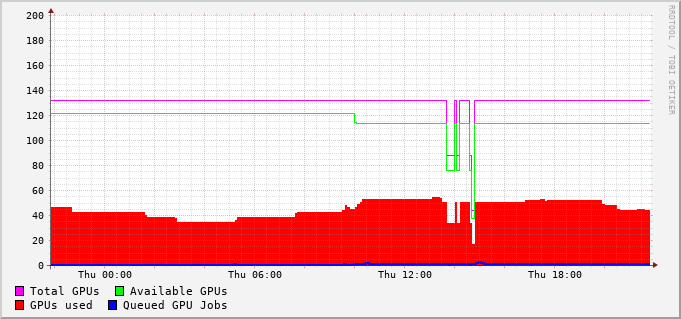 RRDTOOL / TOBI OETIKER
200
180
160
140
120
100
80
60
40
20
0
Thu 00:00 Thu 06:00 Thu 12:00 Thu 18:00
Total GPUs Available GPUs
GPUs used Queued GPU Jobs